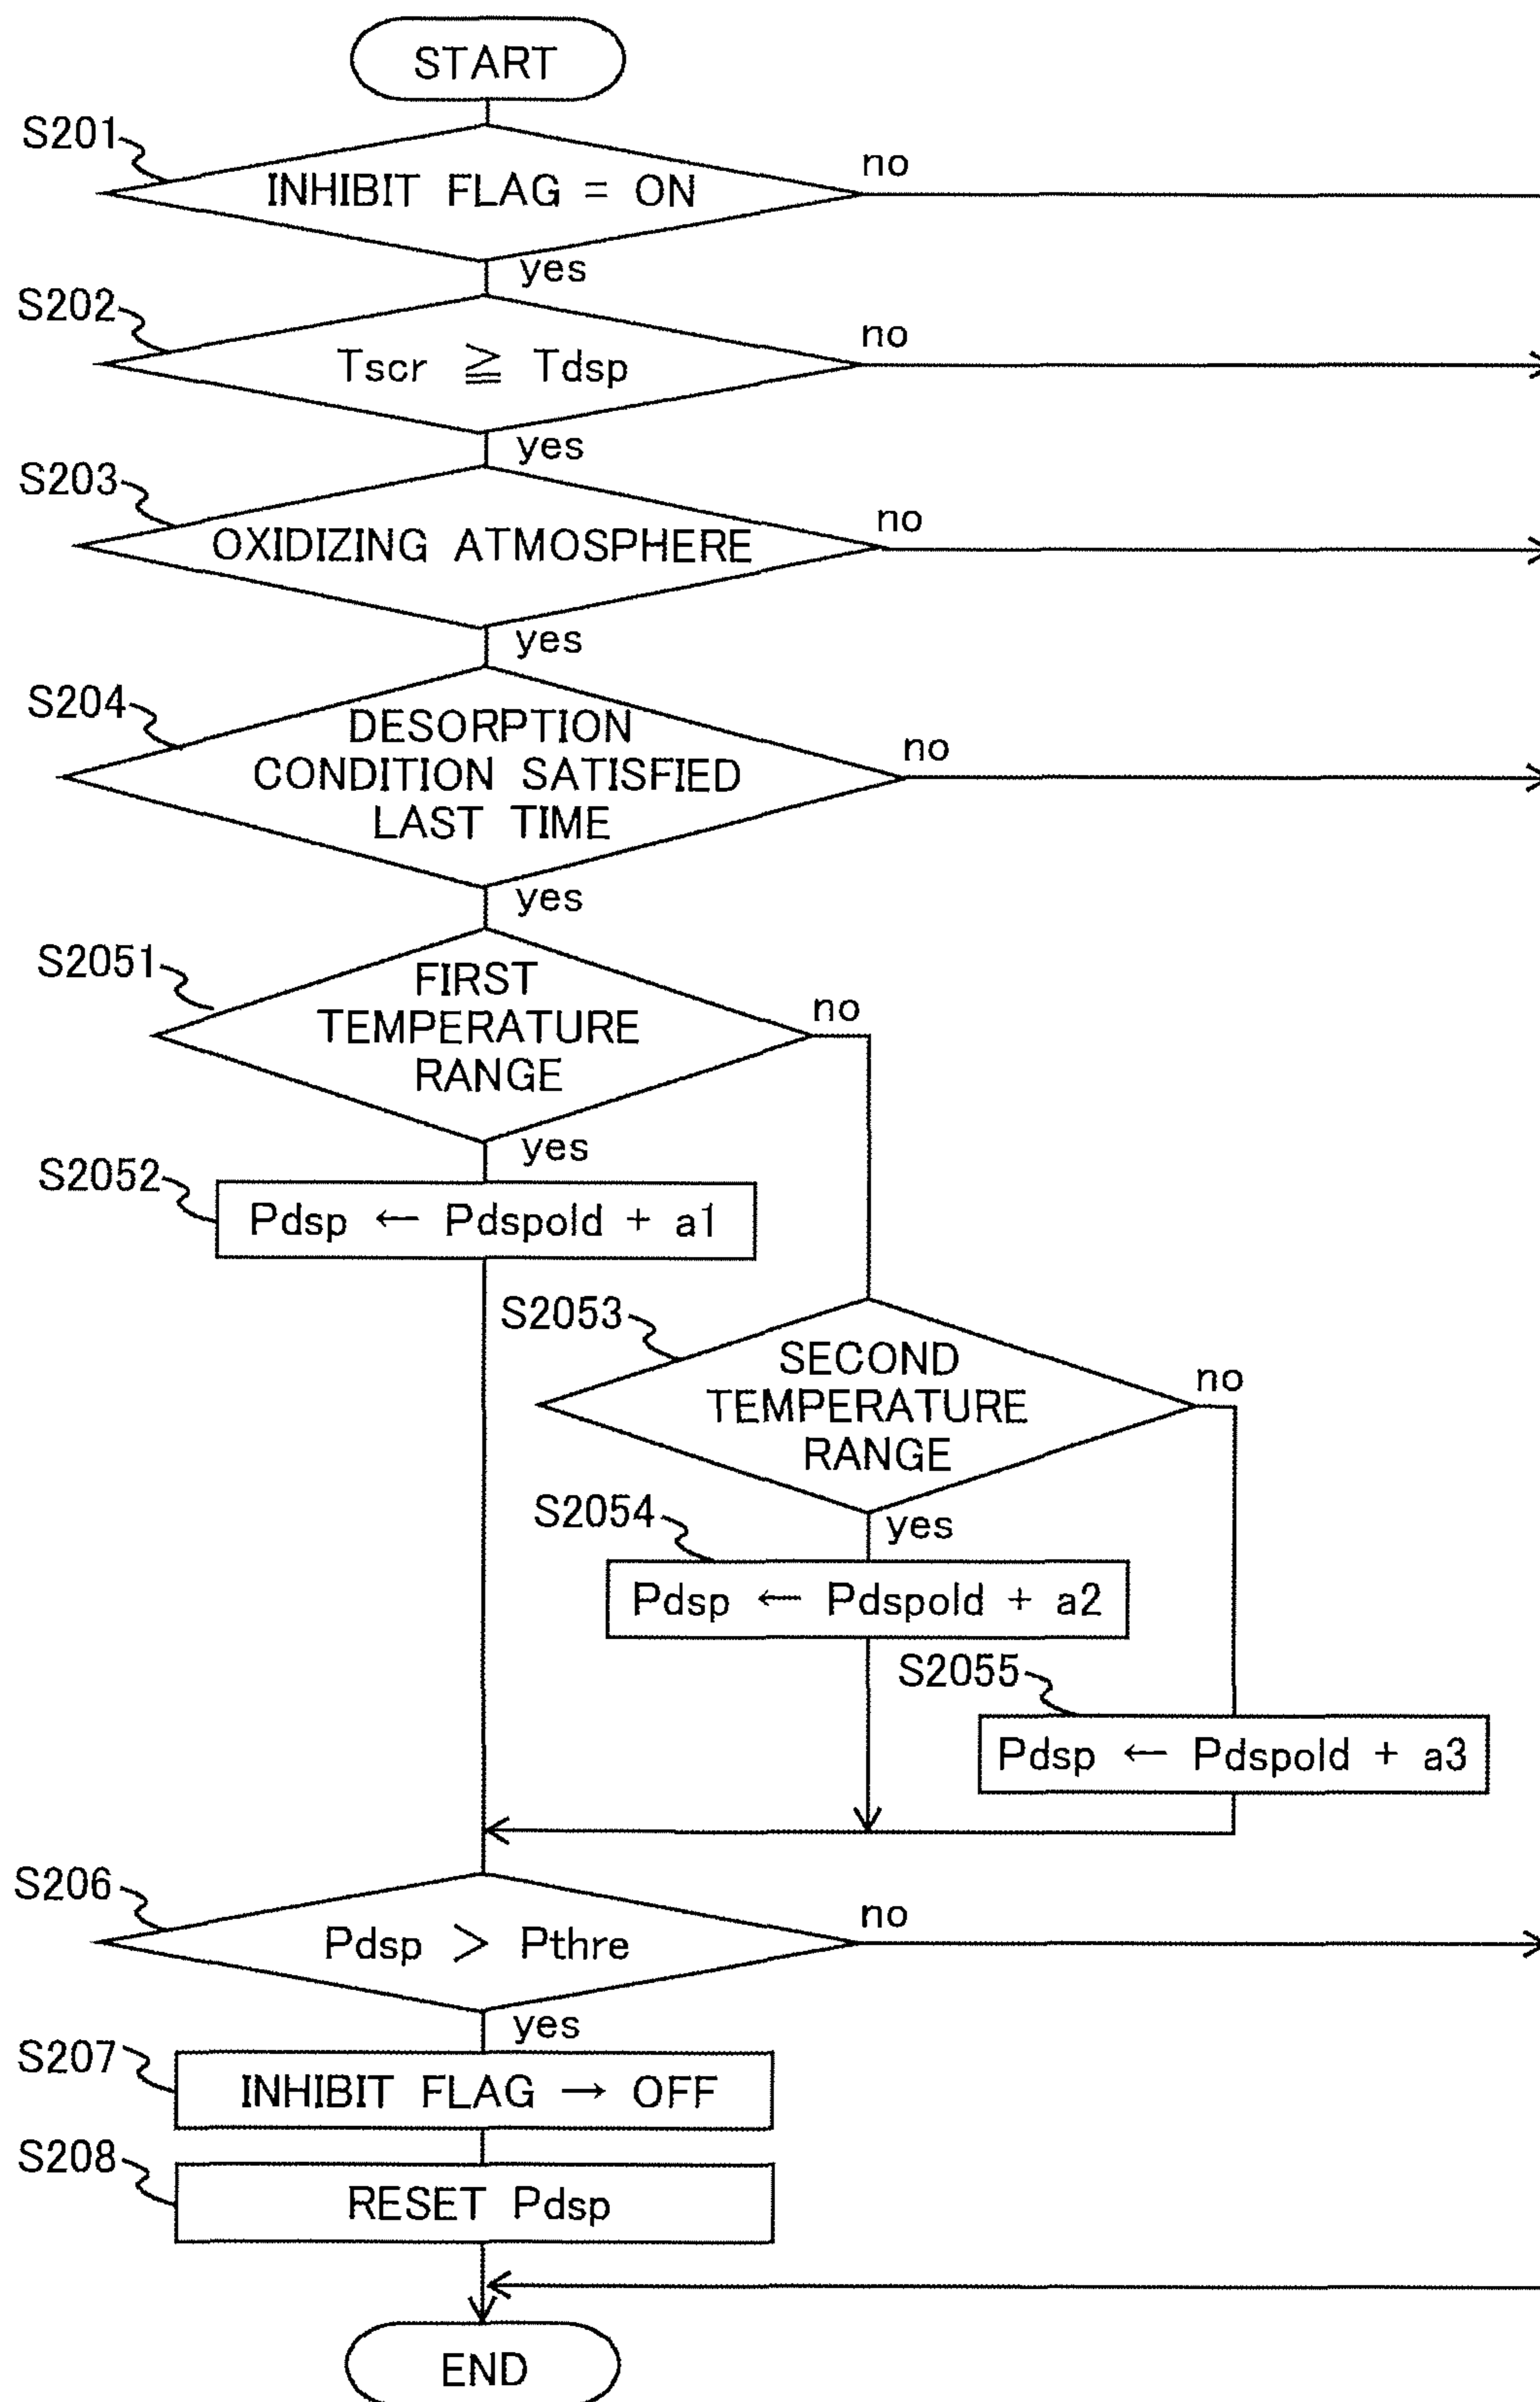 START
S201
INHIBIT FLAG = ON
no
yes
S202
Tscr ≧ Tdsp
no
yes
S203
OXIDIZING ATMOSPHERE
no
yes
S204
DESORPTION
CONDITION SATISFIED
LAST TIME
no
yes
S2051
FIRST
TEMPERATURE
RANGE
no
yes
S2052
Pdsp ← Pdspold + a1
S2053
SECOND
TEMPERATURE
RANGE
no
yes
S2054
Pdsp ← Pdspold + a2
S2055
Pdsp ← Pdspold + a3
S206
Pdsp > Pthre
no
yes
S207
INHIBIT FLAG → OFF
S208
RESET Pdsp
END